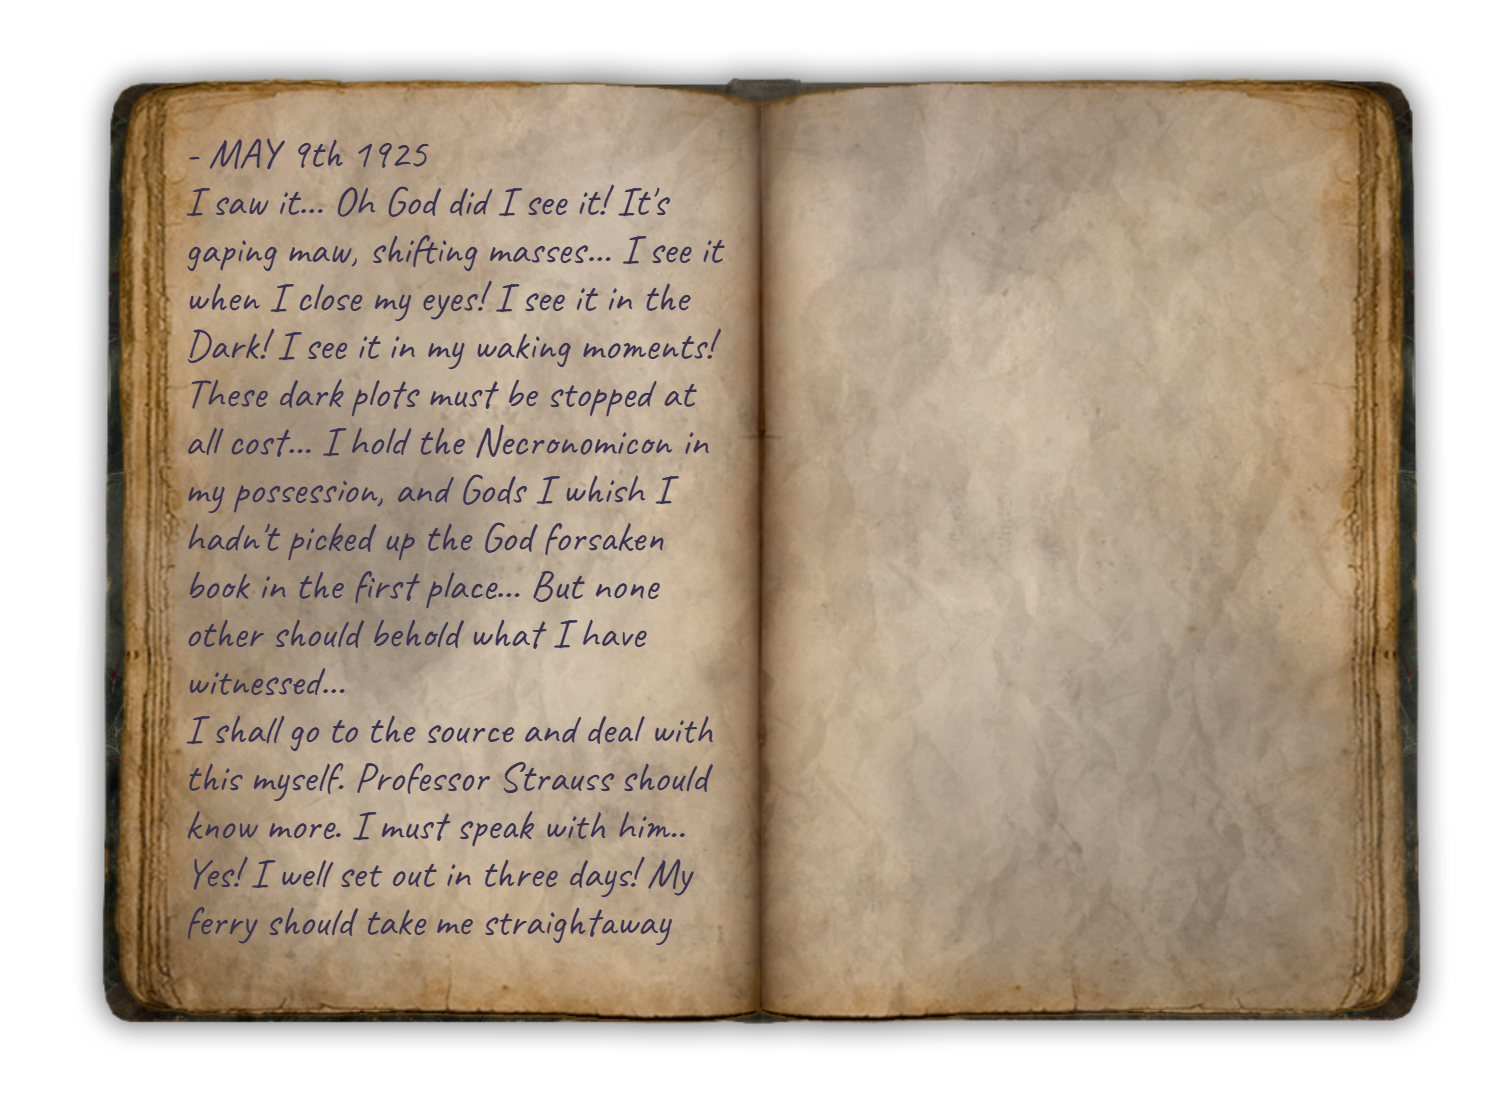 - MAY 9th 1925
I saw it... Oh God did I see it! It's
gaping maw, shifting masses... I see it
when I close my eyes! I see it in the
Dark! I see it in my waking moments!
These dark plots must be stopped at
all cost... I hold the Necronomicon in
my possession, and Gods I whish I
hadn't picked up the God forsaken
book in the first place... But none
other should behold what I have
witnessed...
I shall go to the source and deal with
this myself. Professor Strauss should
know more. I must speak with him..
Yes! I well set out in three days! My
ferry should take me straightaway